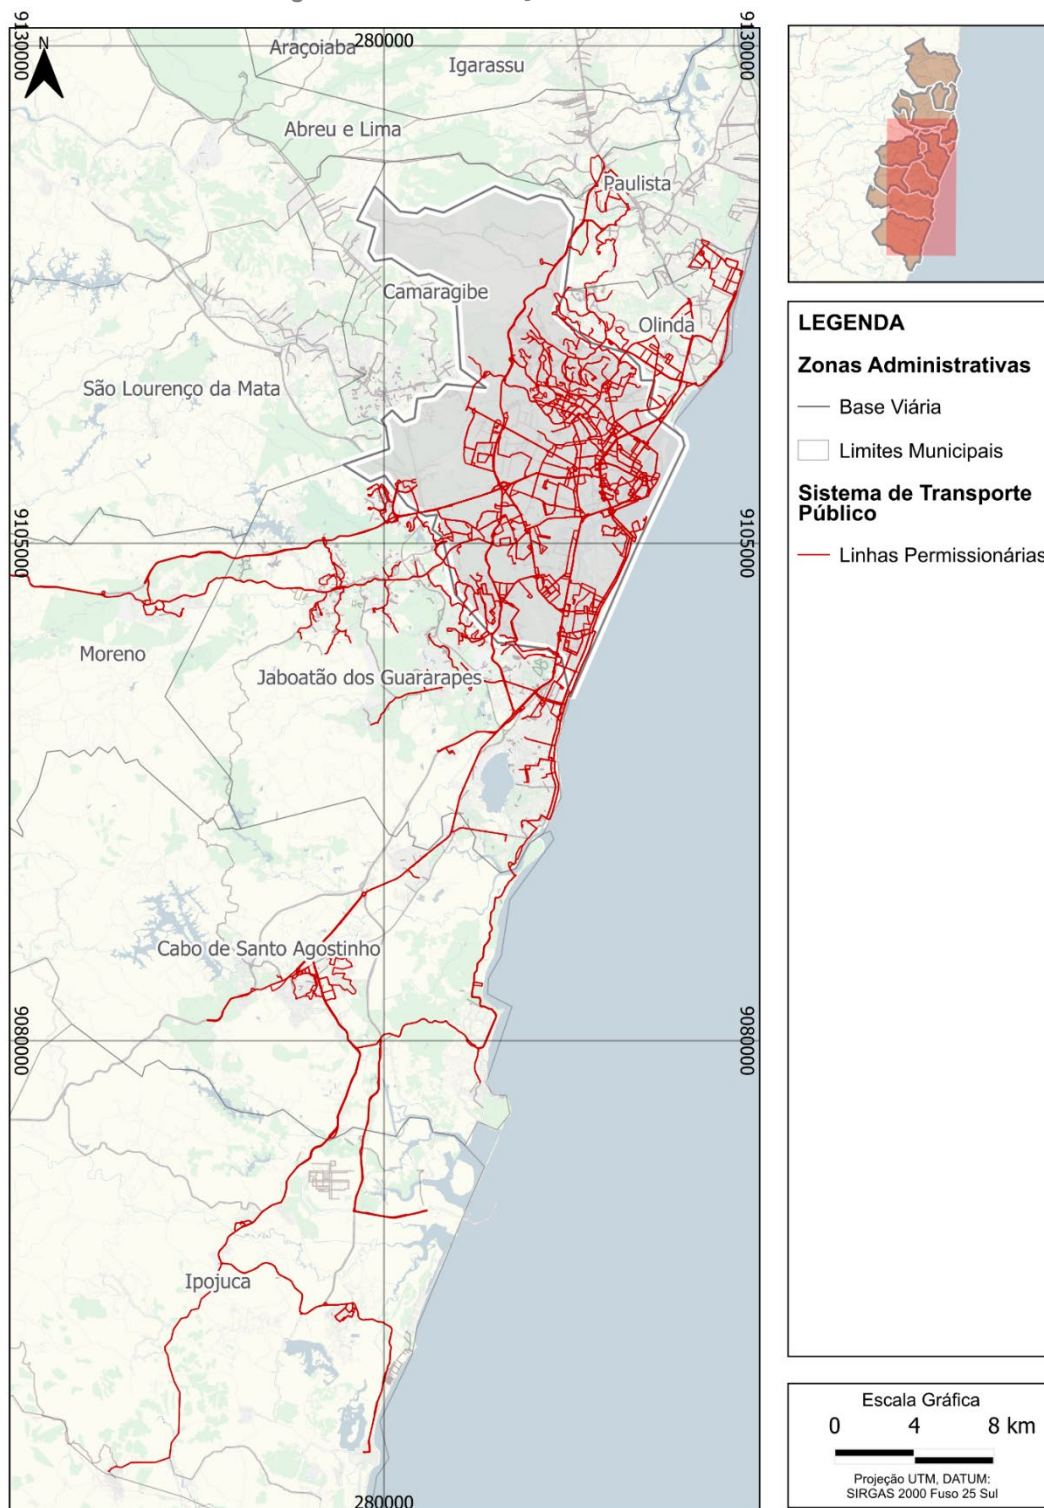 N
280000
9130000
9130000
Araçoiaba
Igarassu
Abreu e Lima
Paulista
Camaragibe
Olinda
São Lourenço da Mata
9105000
9105000
Moreno
Jaboatão dos Guararapes
Cabo de Santo Agostinho
9080000
9080000
Ipojuca
280000
LEGENDA
Zonas Administrativas
Base Viária
Limites Municipais
Sistema de Transporte
Público
Linhas Permissionárias
Escala Gráfica
0 4 8 km
Projeção UTM, DATUM:
SIRGAS 2000 Fuso 25 Sul